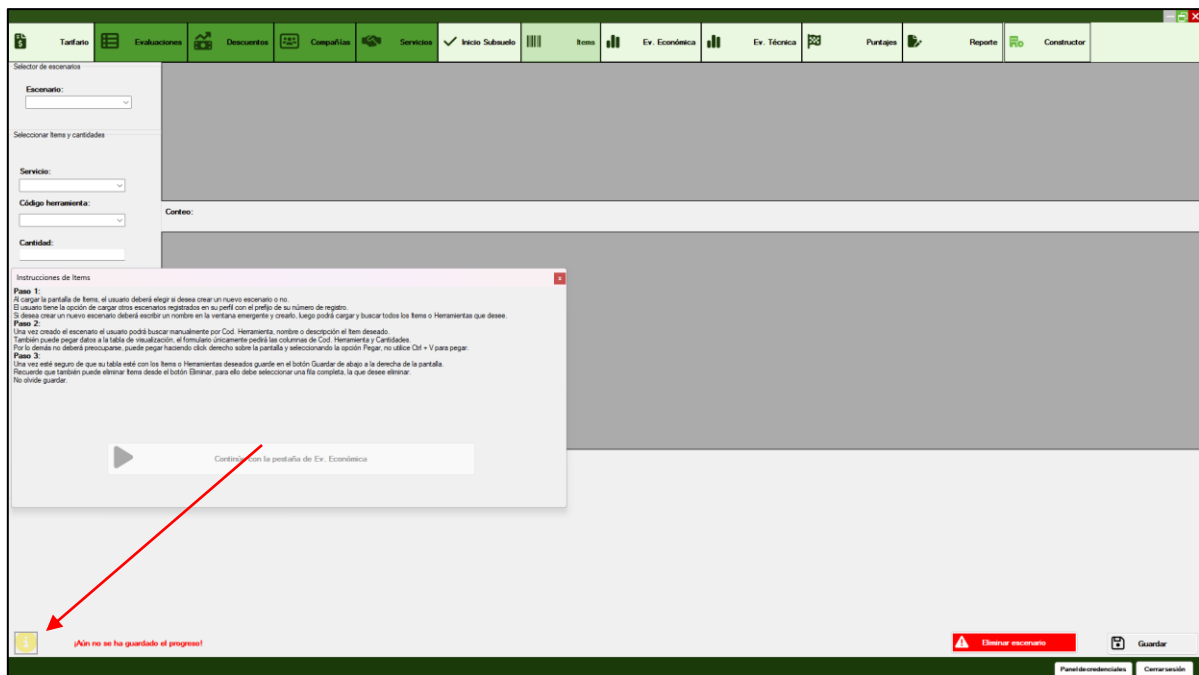 Tarifario
Evaluaciones
Descuentos
Compañías
Servicios
Inicio Subsuelo
Items
Ev. Económica
Ev. Técnica
Puntajes
Reporte
Constructor
Selector de escenarios
Escenario:
Seleccionar Items y cantidades
Servicio:
Código herramienta:
Conteo:
Cantidad:
Instrucciones de Items
x
Paso 1:
Al cargar la pantalla de Items, el usuario deberá elegir si desea crear un nuevo escenario o no.
El usuario tiene la opción de cargar otros escenarios registrados en su perfil con el prefijo de su número de registro.
Si desea crear un nuevo escenario deberá escribir un nombre en la ventana emergente y crearlo, luego podrá cargar y buscar todos los Items o Herramientas que desee.
Paso 2:
Una vez creado el escenario el usuario podrá buscar manualmente por Cod. Herramienta, nombre o descripción el Item deseado.
También puede pegar datos a la tabla de visualización, el formulario únicamente pedirá las columnas de Cod. Herramienta y Cantidades.
Por lo demás no deberá preocuparse, puede pegar haciendo click derecho sobre la pantalla y seleccionando la opción Pegar, no utilice Ctrl + V para pegar.
Paso 3:
Una vez esté seguro de que su tabla esté con los Items o Herramientas deseados guarde en el botón Guardar de abajo a la derecha de la pantalla.
Recuerde que también puede eliminar Items desde el botón Eliminar, para ello debe seleccionar una fila completa, la que desee eliminar.
No olvide guardar.
Continúe con la pestaña de Ev. Económica
¡Aún no se ha guardado el progreso!
Eliminar escenario
Guardar
Panel de credenciales
Cerrar sesión